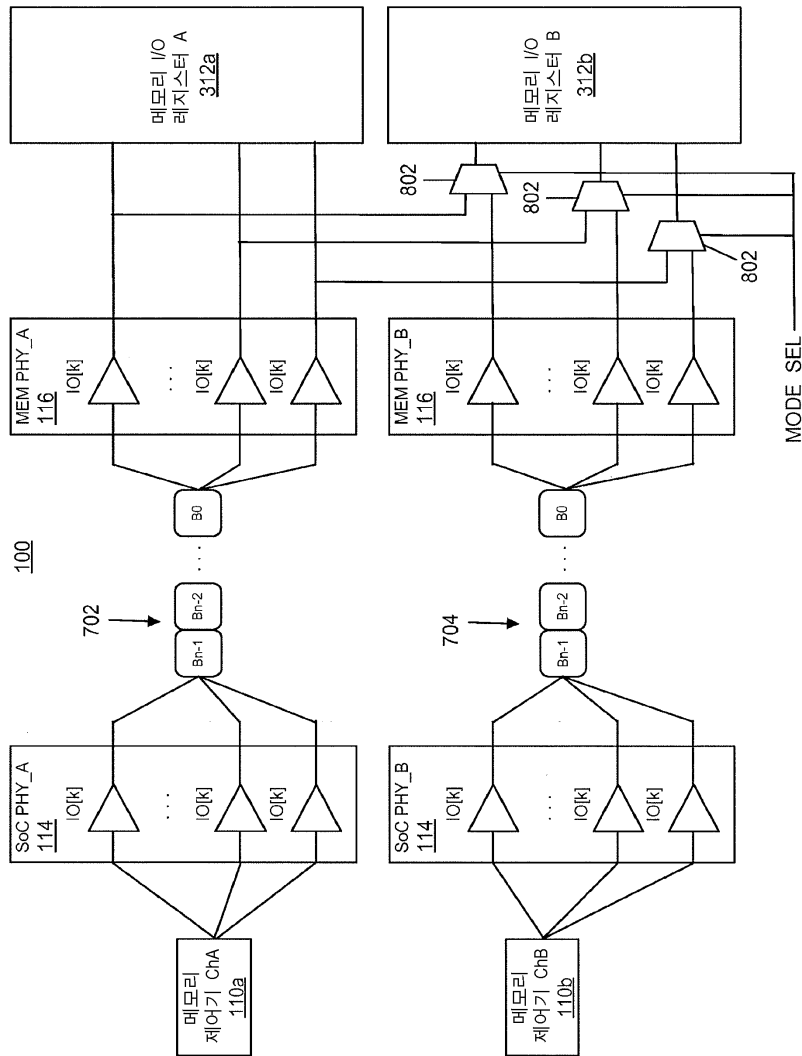 100
메모리
제어기 ChA
110a
SoC PHY_A
114
IO[k]
. . .
IO[k]
IO[k]
702
Bn-1
Bn-2
. . .
B0
MEM PHY_A
116
IO[k]
. . .
IO[k]
IO[k]
메모리 I/O
레지스터 A
312a
메모리
제어기 ChB
110b
SoC PHY_B
114
IO[k]
. . .
IO[k]
IO[k]
704
Bn-1
Bn-2
. . .
B0
MEM PHY_B
116
IO[k]
. . .
IO[k]
IO[k]
802
802
802
메모리 I/O
레지스터 B
312b
MODE SEL